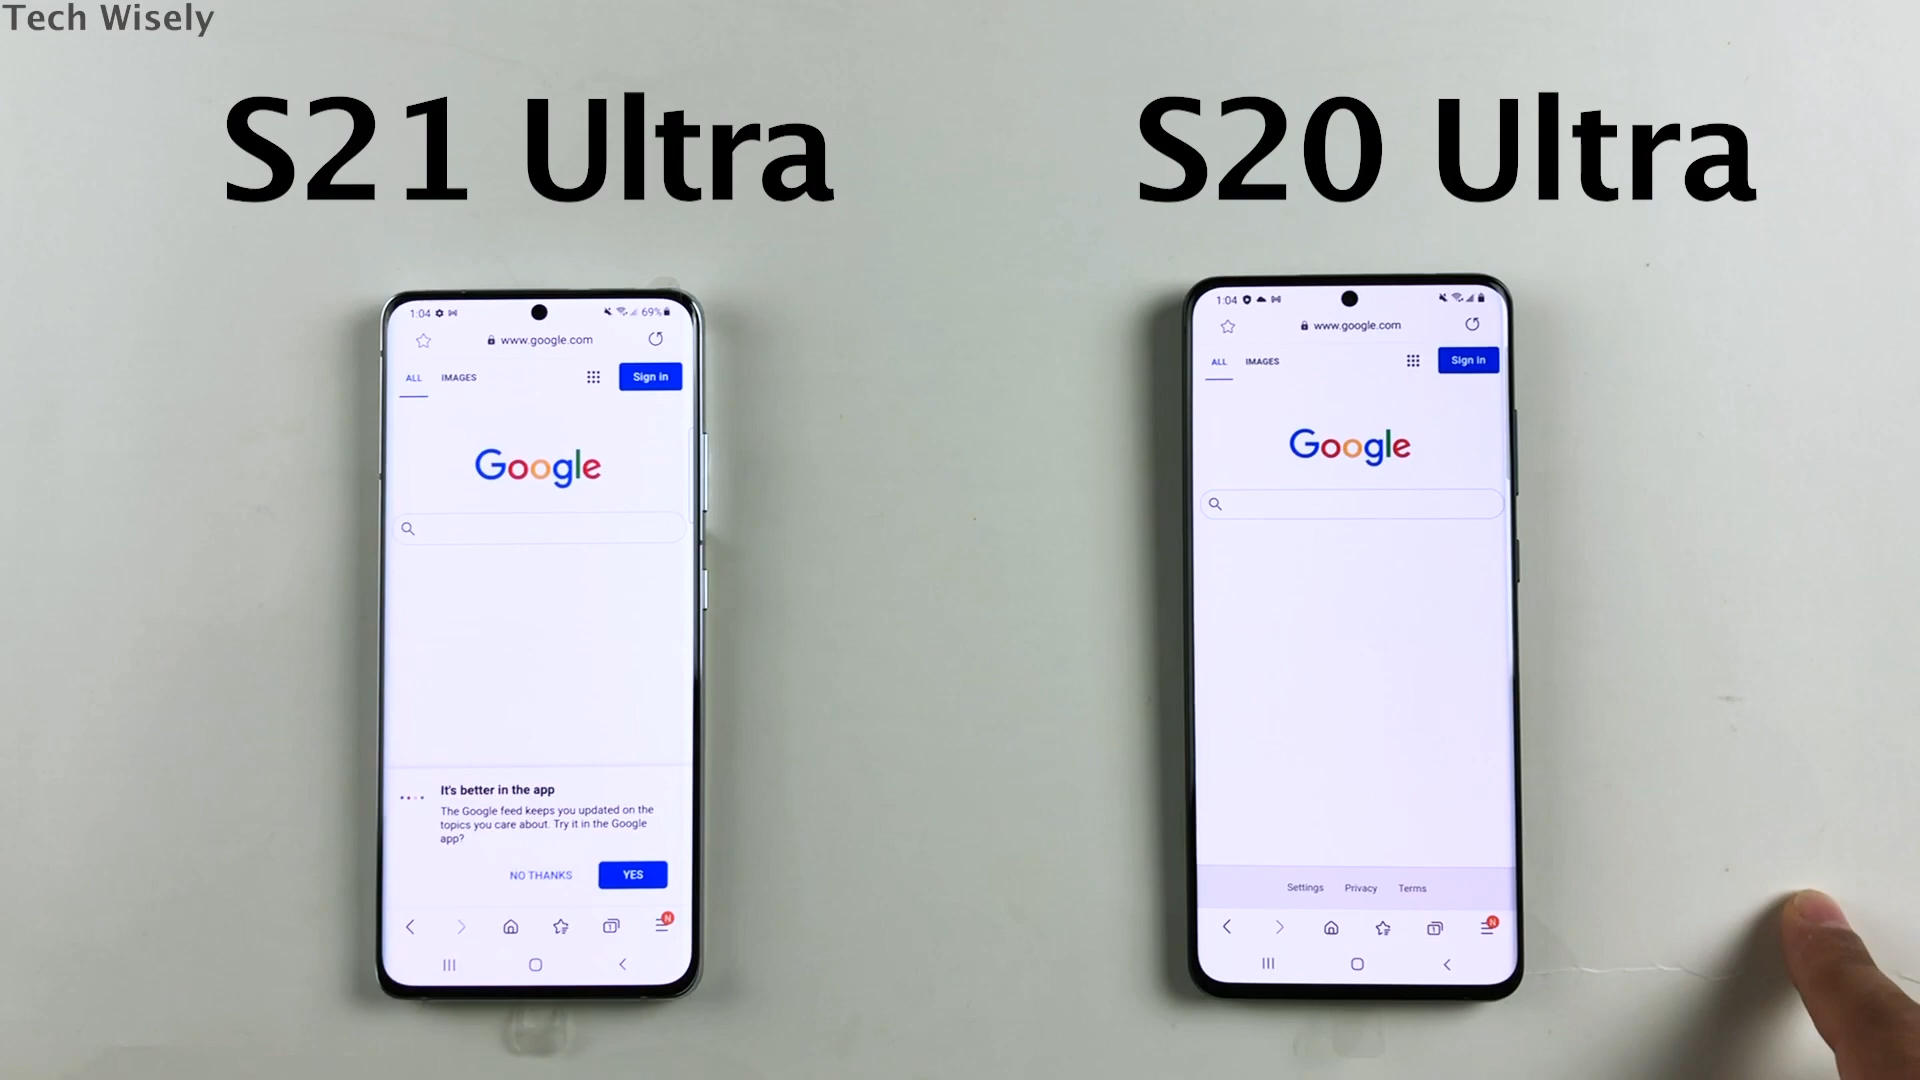 Tech Wisely
S21 Ultra
S20 Ultra
1:04
69%
www.google.com
ALL
IMAGES
Sign in
Google
It's better in the app
The Google feed keeps you updated on the
topics you care about. Try it in the Google
app?
NO THANKS
YES
1
N
1:04
www.google.com
ALL
IMAGES
Sign in
Google
Settings
Privacy
Terms
1
N